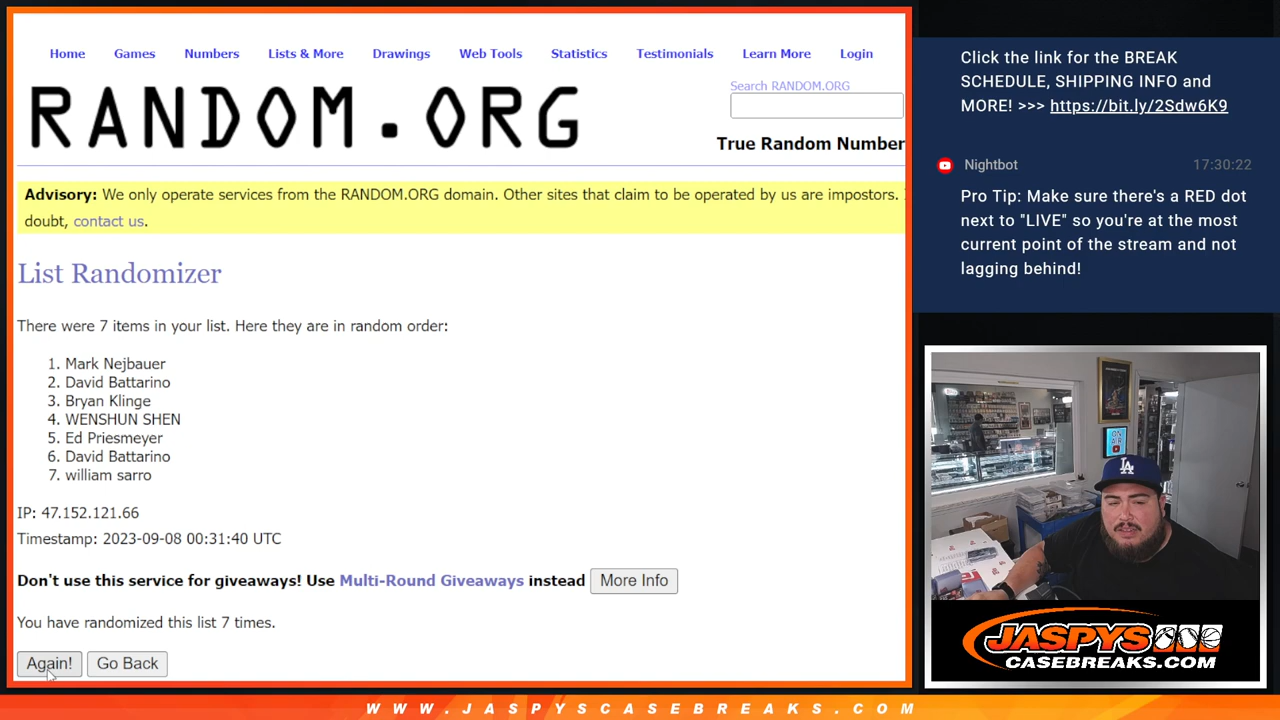 Home Games Numbers Lists & More Drawings Web Tools Statistics Testimonials Learn More Login
Search RANDOM.ORG
RANDOM.ORG
True Random Number
Advisory: We only operate services from the RANDOM.ORG domain. Other sites that claim to be operated by us are impostors.
doubt, contact us.
List Randomizer
There were 7 items in your list. Here they are in random order:
1. Mark Nejbauer
2. David Battarino
3. Bryan Klinge
4. WENSHUN SHEN
5. Ed Priesmeyer
6. David Battarino
7. william sarro
IP: 47.152.121.66
Timestamp: 2023-09-08 00:31:40 UTC
Don't use this service for giveaways! Use Multi-Round Giveaways instead More Info
You have randomized this list 7 times.
Again! Go Back
Click the link for the BREAK
SCHEDULE, SHIPPING INFO and
MORE! >>> https://bit.ly/2Sdw6K9
Nightbot 17:30:22
Pro Tip: Make sure there's a RED dot
next to "LIVE" so you're at the most
current point of the stream and not
lagging behind!
ON
AIR
LA
JASPYS
CASEBREAKS.COM
WWW.JASPYSCASEBREAKS.COM